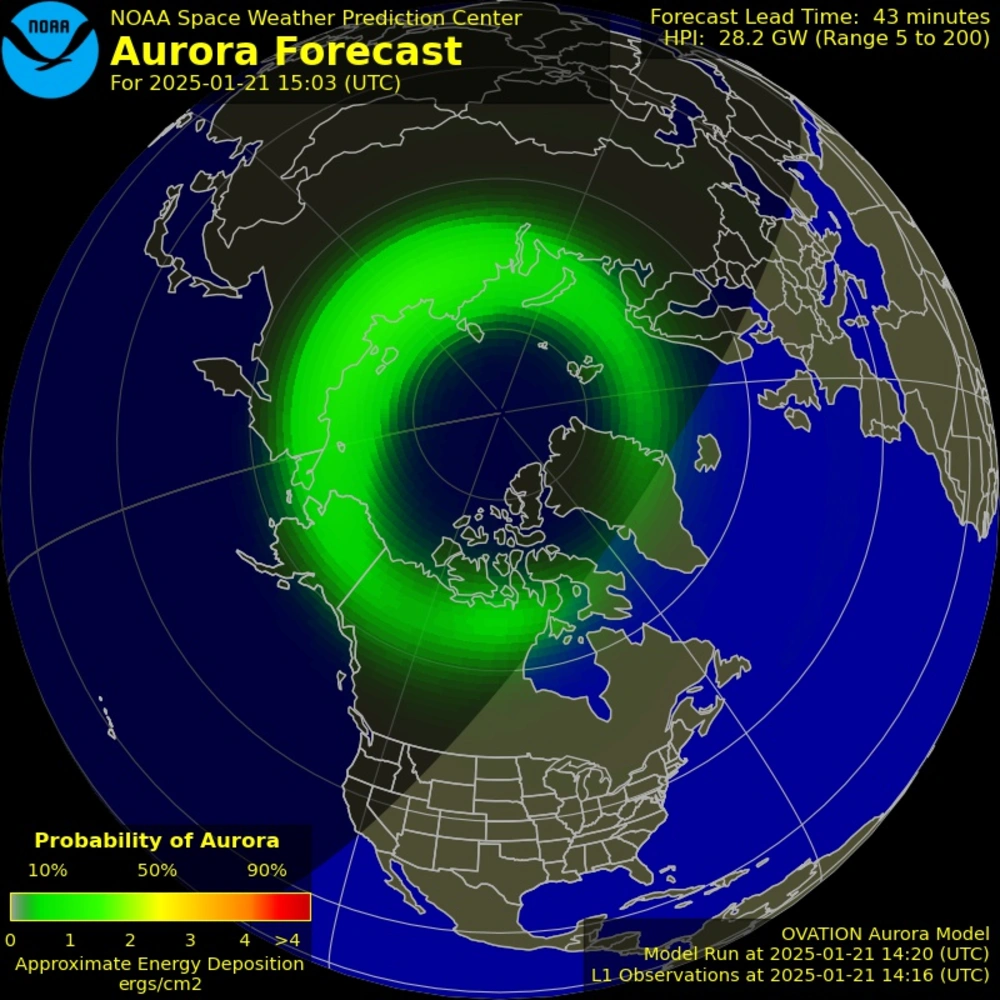 NOAA
NOAA Space Weather Prediction Center
Aurora Forecast
For 2025-01-21 15:03 (UTC)
Forecast Lead Time: 43 minutes
HPI: 28.2 GW (Range 5 to 200)
Probability of Aurora
10% 50% 90%
0 1 2 3 4 >4
Approximate Energy Deposition
ergs/cm2
OVATION Aurora Model
Model Run at 2025-01-21 14:20 (UTC)
L1 Observations at 2025-01-21 14:16 (UTC)